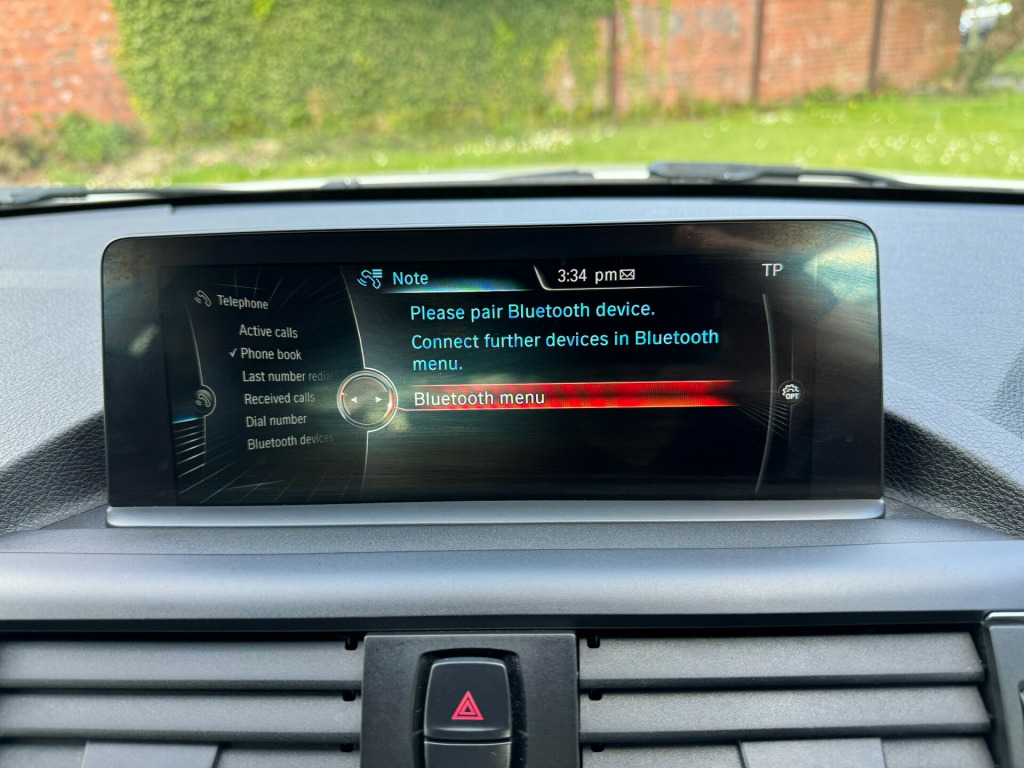 Note
3:34 pm
TP
Telephone
Active calls
Phone book
Last number redial
Received calls
Dial number
Bluetooth devices
Please pair Bluetooth device.
Connect further devices in Bluetooth
menu.
Bluetooth menu
OPT